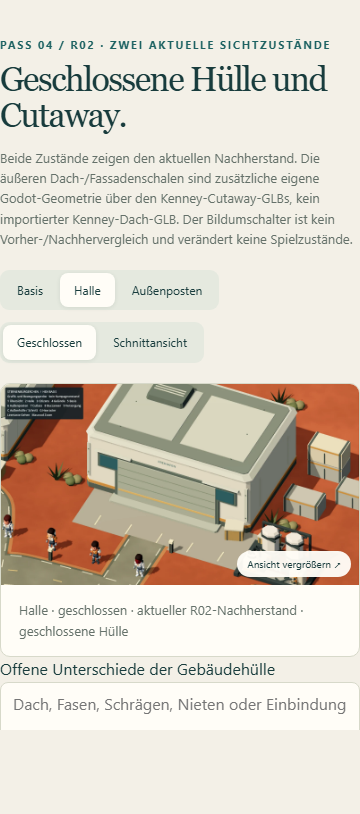 PASS 04 / R02 · ZWEI AKTUELLE SICHTZUSTÄNDE
Geschlossene Hülle und
Cutaway.
Beide Zustände zeigen den aktuellen Nachherstand. Die
äußeren Dach-/Fassadenschalen sind zusätzliche eigene
Godot-Geometrie über den Kenney-Cutaway-GLBs, kein
importierter Kenney-Dach-GLB. Der Bildumschalter ist kein
Vorher-/Nachhervergleich und verändert keine Spielzustände.
Basis Halle Außenposten
Geschlossen Schnittansicht
Ansicht vergrößern ↗
Halle · geschlossen · aktueller R02-Nachherstand ·
geschlossene Hülle
Offene Unterschiede der Gebäudehülle
Dach, Fasen, Schrägen, Nieten oder Einbindung